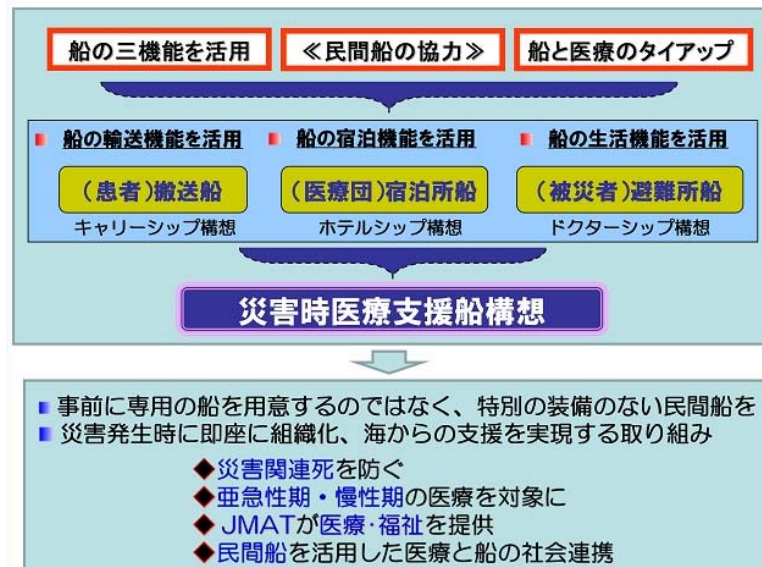 船の三機能を活用
≪民間船の協力≫
船と医療のタイアップ
船の輸送機能を活用
船の宿泊機能を活用
船の生活機能を活用
（患者）搬送船
（医療団）宿泊所船
（被災者）避難所船
キャリーシップ構想
ホテルシップ構想
ドクターシップ構想
災害時医療支援船構想
事前に専用の船を用意するのではなく、特別の装備のない民間船を
災害発生時に即座に組織化、海からの支援を実現する取り組み
◆災害関連死を防ぐ
◆亜急性期・慢性期の医療を対象に
◆JMATが医療・福祉を提供
◆民間船を活用した医療と船の社会連携